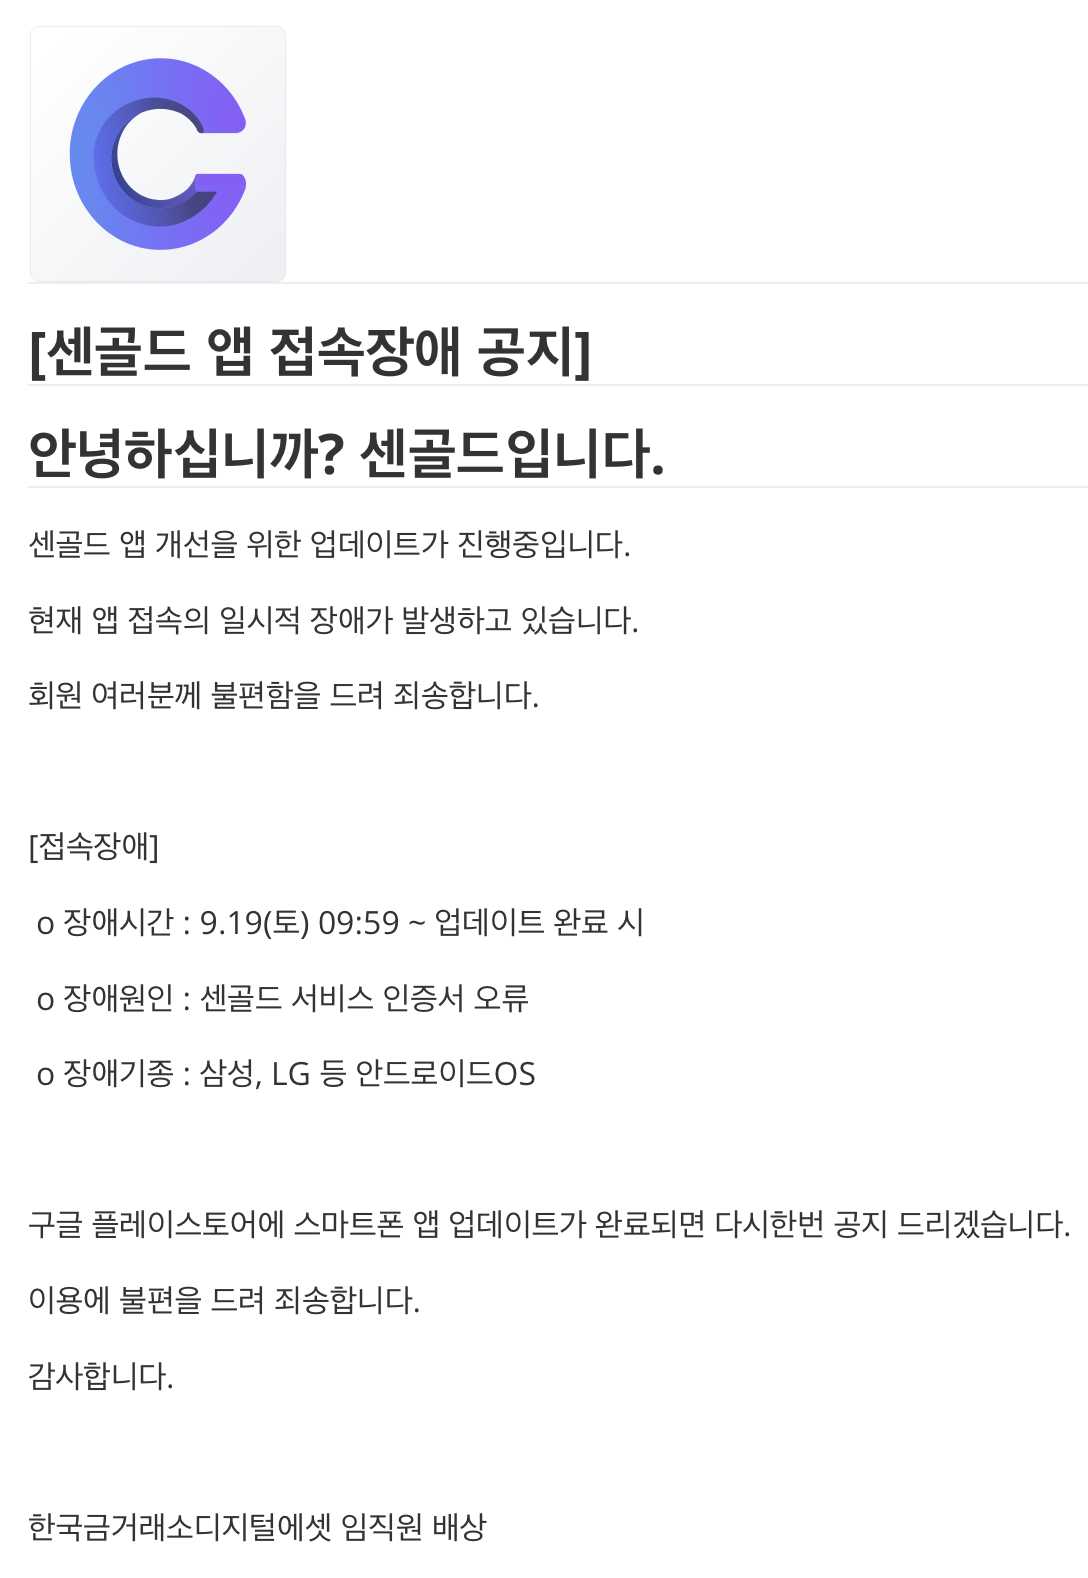 [센골드 앱 접속장애 공지]
안녕하십니까? 센골드입니다.
센골드 앱 개선을 위한 업데이트가 진행중입니다.
현재 앱 접속의 일시적 장애가 발생하고 있습니다.
회원 여러분께 불편함을 드려 죄송합니다.
[접속장애]
o 장애시간 : 9.19(토) 09:59 ~ 업데이트 완료 시
o 장애원인 : 센골드 서비스 인증서 오류
o 장애기종 : 삼성, LG 등 안드로이드OS
구글 플레이스토어에 스마트폰 앱 업데이트가 완료되면 다시한번 공지 드리겠습니다.
이용에 불편을 드려 죄송합니다.
감사합니다.
한국금거래소디지털에셋 임직원 배상